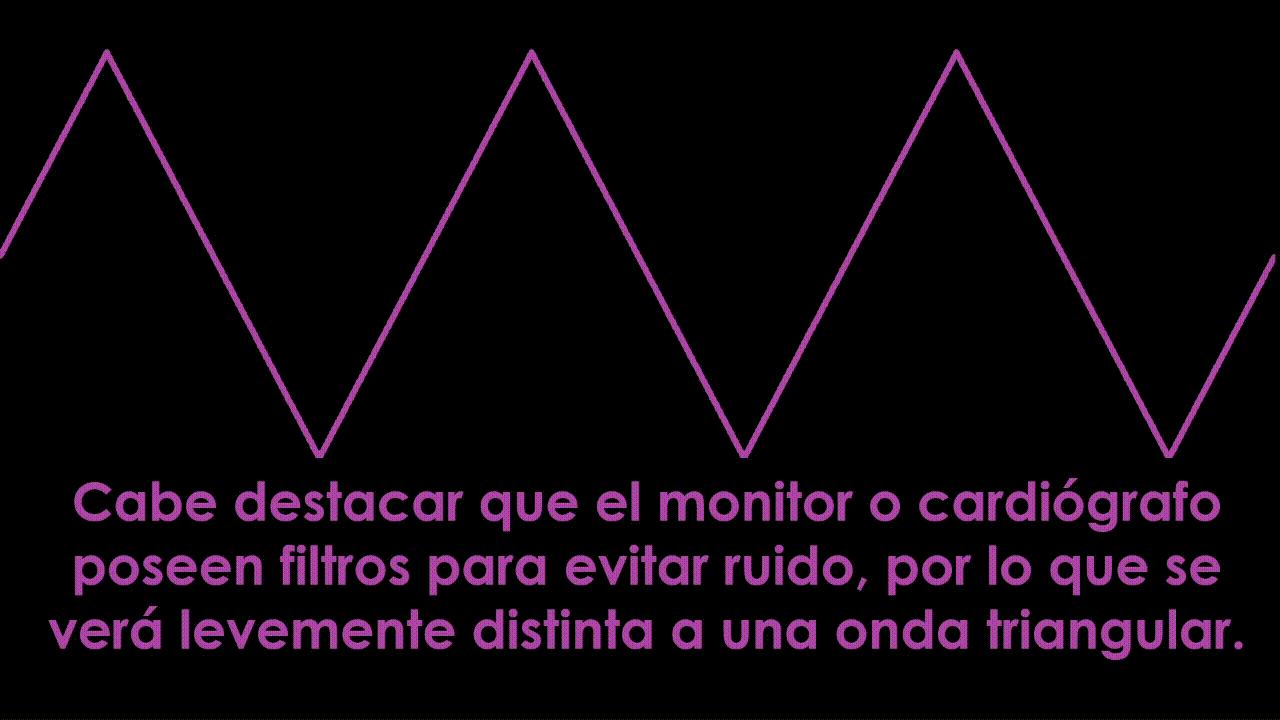 Cabe destacar que el monitor o cardiógrafo
poseen filtros para evitar ruido, por lo que se
verá levemente distinta a una onda triangular.